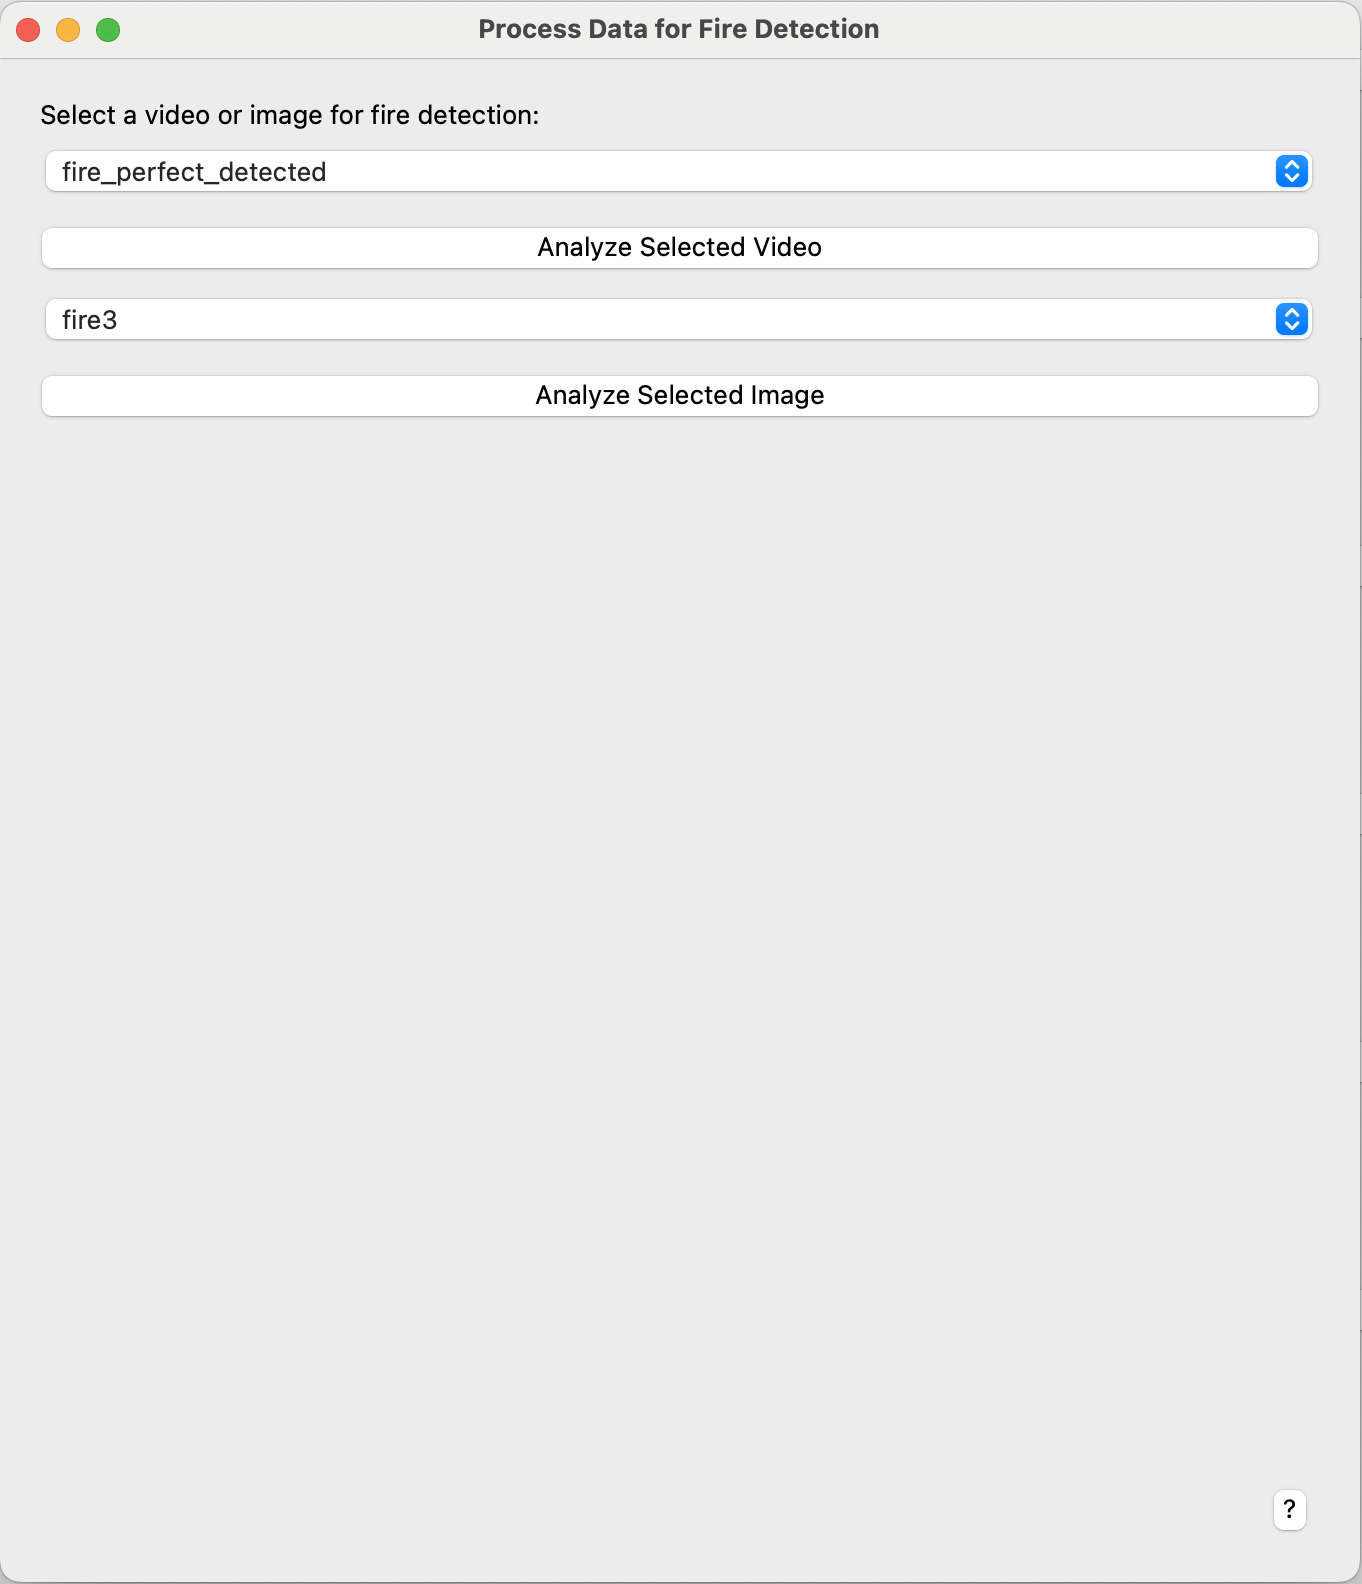 Process Data for Fire Detection
Select a video or image for fire detection:
fire_perfect_detected
Analyze Selected Video
fire3
Analyze Selected Image
?